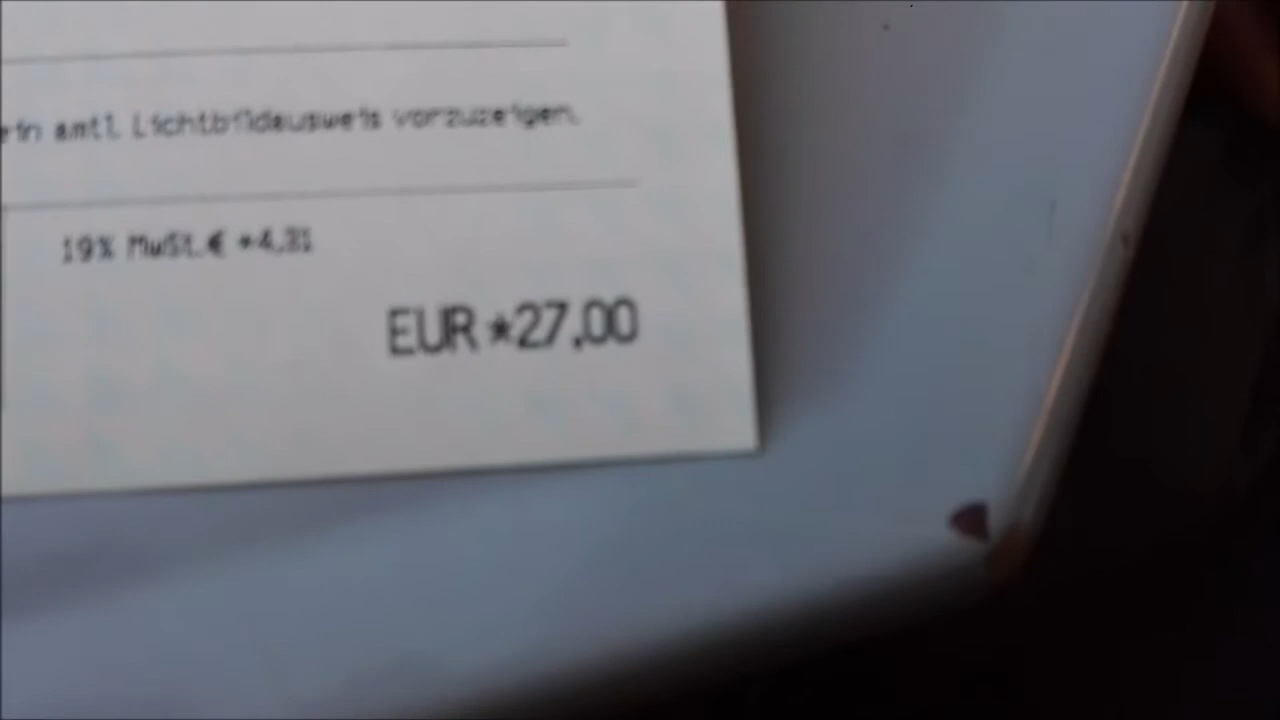 ein amtl. Lichtbildausweis vorzuzeigen.
19% MwSt.€ *4,31
EUR *27,00